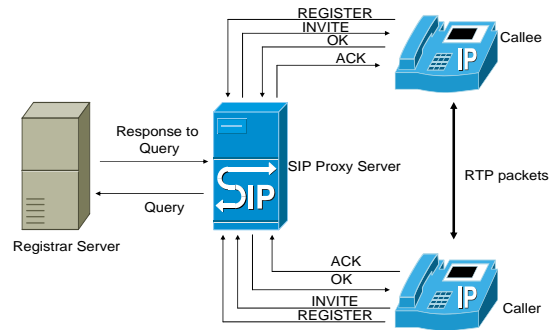 REGISTER
INVITE
OK
ACK
Callee
IP
Response to
Query
SIP Proxy Server
RTP packets
Query
SIP
Registrar Server
ACK
OK
INVITE
REGISTER
IP
Caller